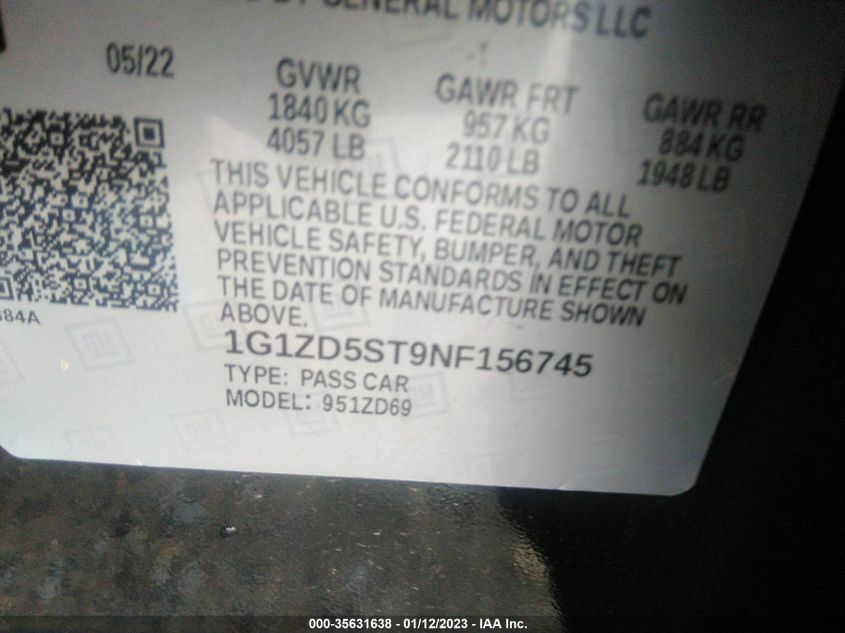 BY GENERAL MOTORS LLC
05/22
GVWR
1840 KG
4057 LB
GAWR FRT
957 KG
2110 LB
GAWR RR
884 KG
1948 LB
THIS VEHICLE CONFORMS TO ALL
APPLICABLE U.S. FEDERAL MOTOR
VEHICLE SAFETY, BUMPER, AND THEFT
PREVENTION STANDARDS IN EFFECT ON
THE DATE OF MANUFACTURE SHOWN
ABOVE.
684A
1G1ZD5ST9NF156745
TYPE: PASS CAR
MODEL: 951ZD69
GM
000-35631638 - 01/12/2023 - IAA Inc.